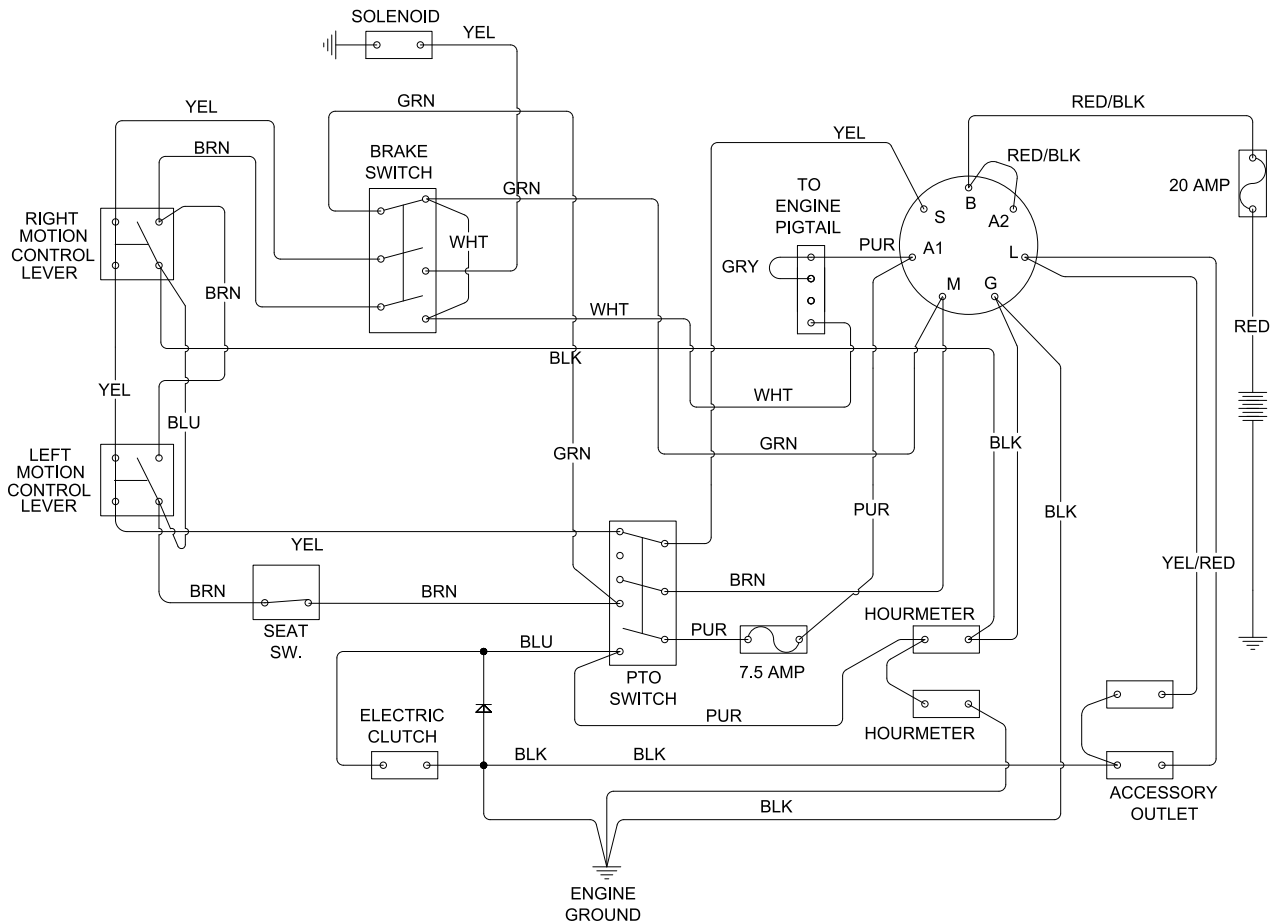 SOLENOID
YEL
GRN
YEL
BRN
BRAKE
SWITCH
GRN
WHT
WHT
RIGHT
MOTION
CONTROL
LEVER
BRN
BLK
YEL
BLU
LEFT
MOTION
CONTROL
LEVER
RED/BLK
YEL
RED/BLK
20 AMP
TO
ENGINE
PIGTAIL
B
S
A2
A1
L
M
G
PUR
GRY
RED
WHT
GRN
GRN
BLK
PUR
BLK
YEL/RED
YEL
BRN
BRN
BRN
SEAT
SW.
BLU
PUR
7.5 AMP
HOURMETER
PTO
SWITCH
PUR
HOURMETER
ELECTRIC
CLUTCH
BLK
BLK
BLK
ACCESSORY
OUTLET
ENGINE
GROUND